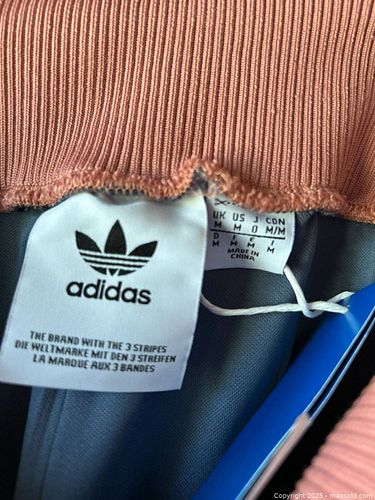 adidas
THE BRAND WITH THE 3 STRIPES
DIE WELTMARKE MIT DEN 3 STREIFEN
LA MARQUE AUX 3 BANDES
UK US J CDN
M M O M/M
D F E I
M M M M
MADE IN
CHINA
Copyright 2025 - maxsold.com